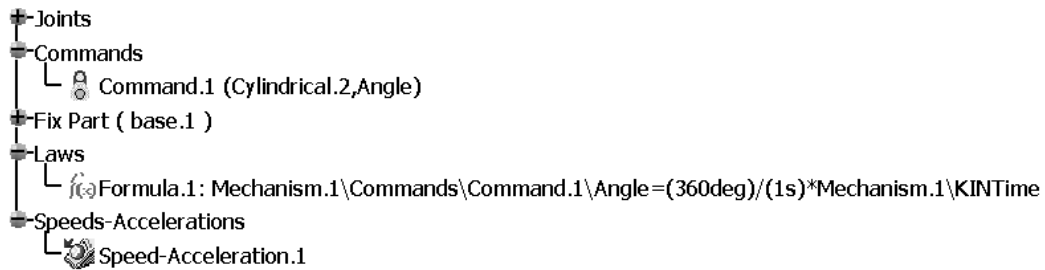 Joints
Commands
Command.1 (Cylindrical.2,Angle)
Fix Part ( base.1 )
Laws
f(x) Formula.1: Mechanism.1\Commands\Command.1\Angle=(360deg)/(1s)*Mechanism.1\KINTime
Speeds-Accelerations
Speed-Acceleration.1